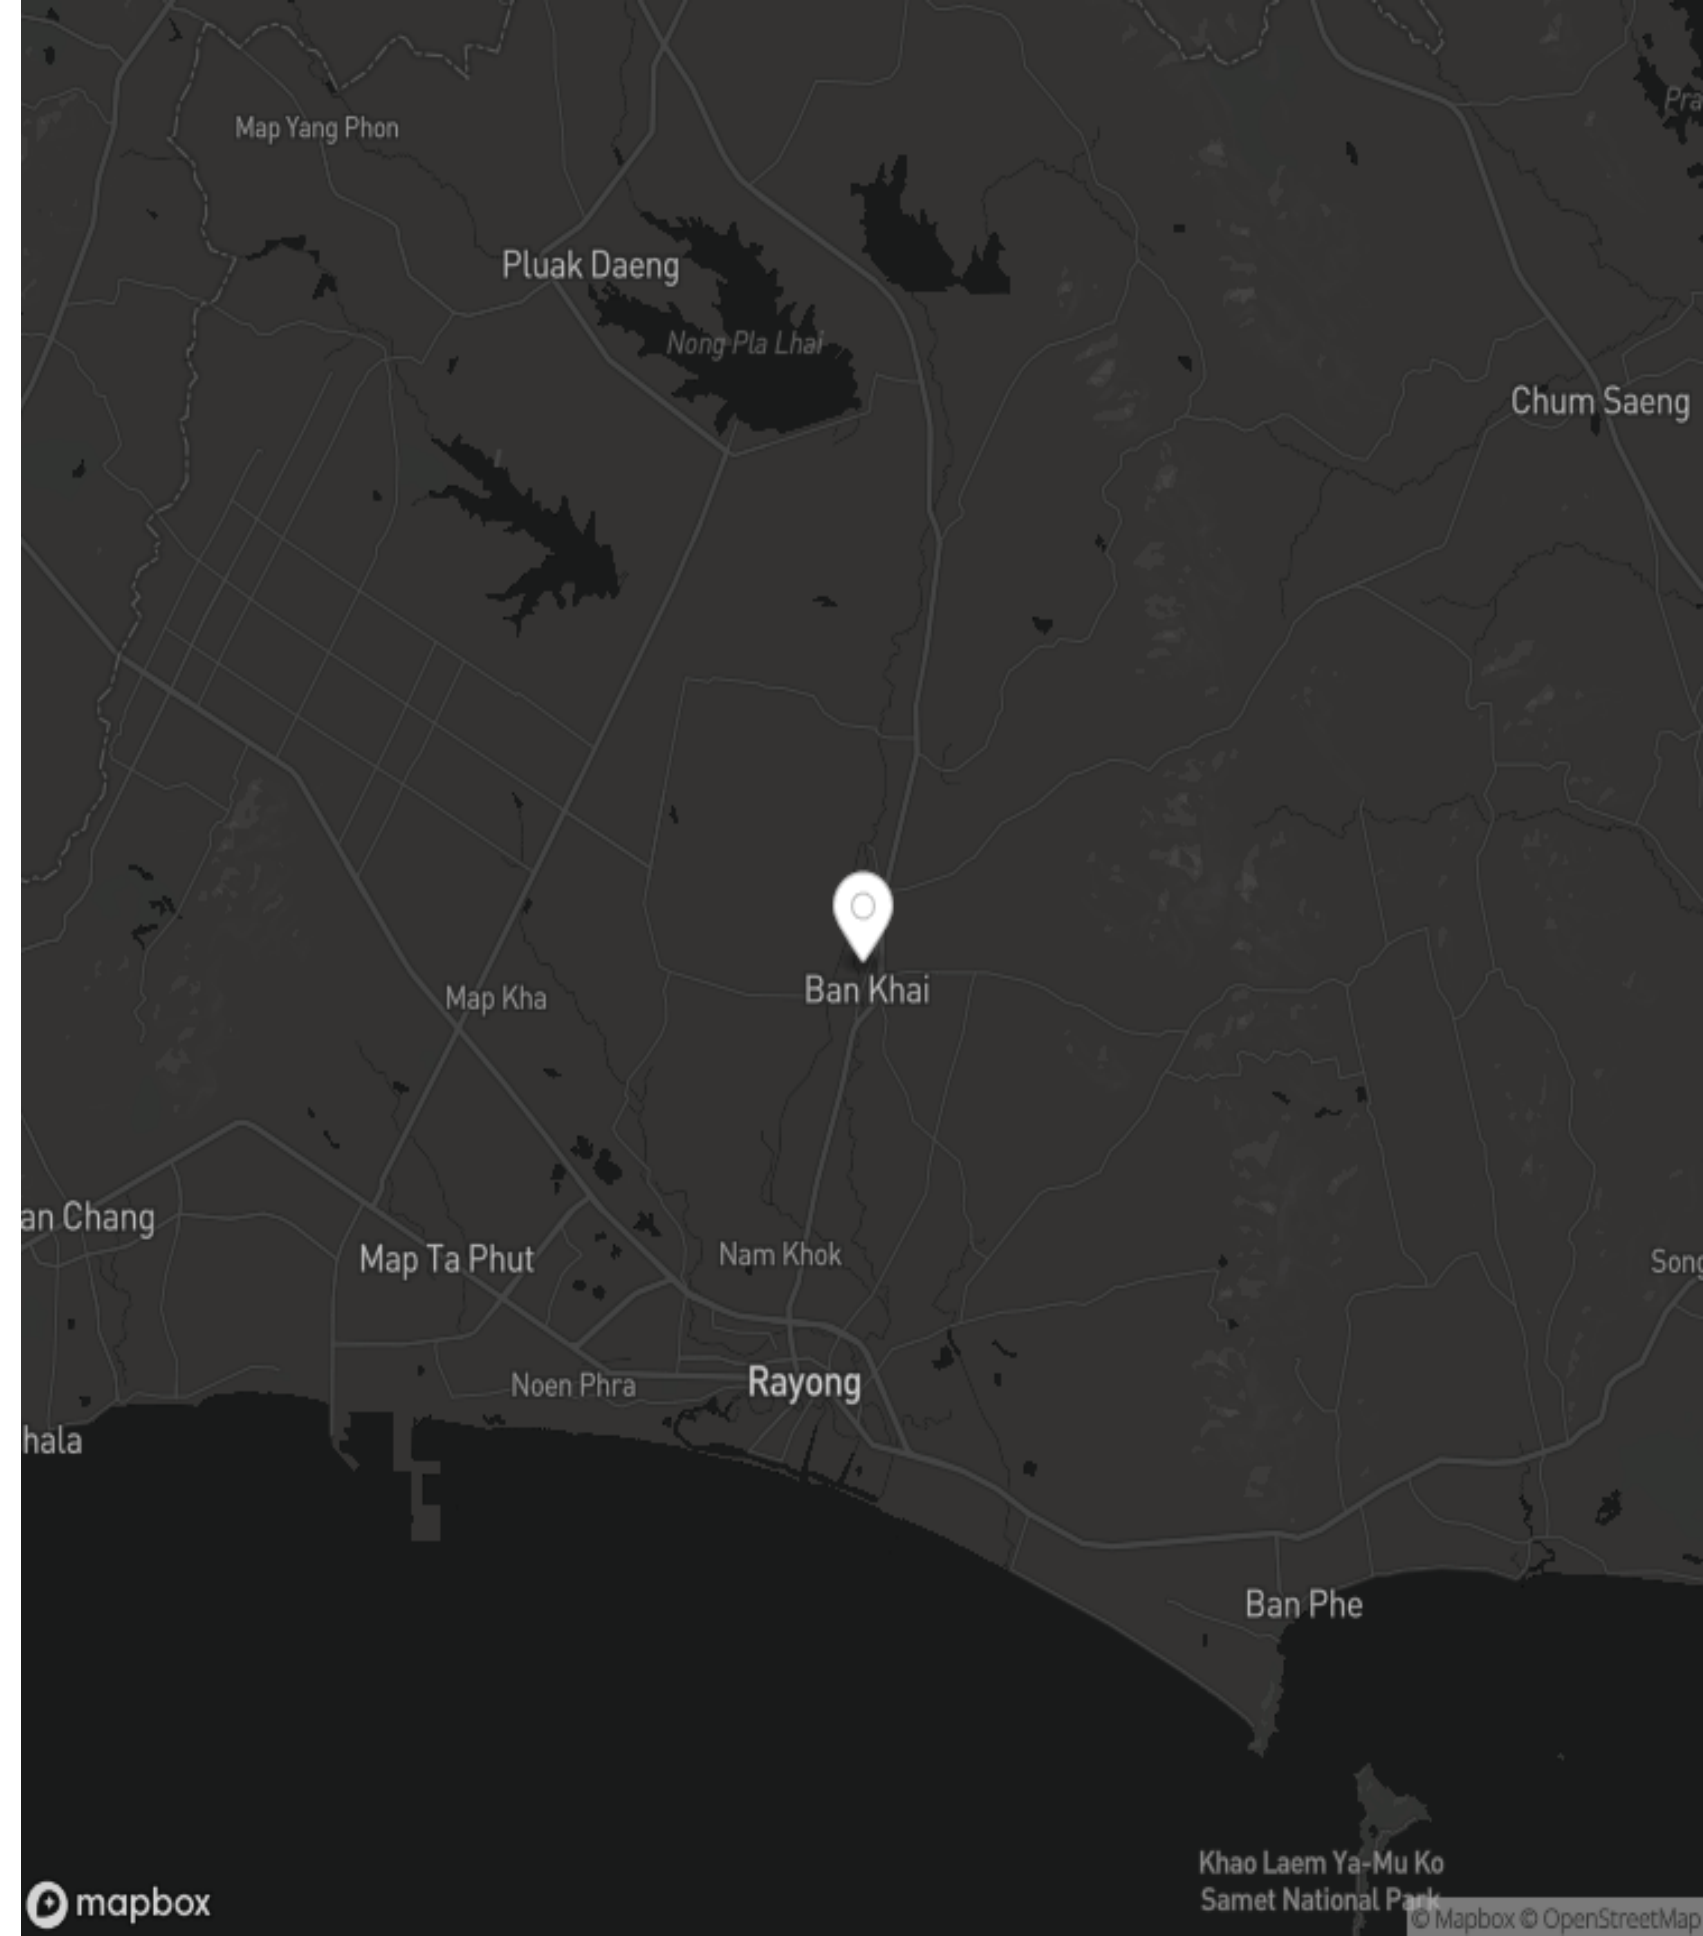 Map Yang Phon
Pra
Pluak Daeng
Nong Pla Lhai
Chum Saeng
Ban Khai
Map Kha
an Chang
Map Ta Phut
Nam Khok
Song
Noen Phra
Rayong
hala
Ban Phe
Khao Laem Ya-Mu Ko
Samet National Park
mapbox
© Mapbox © OpenStreetMap